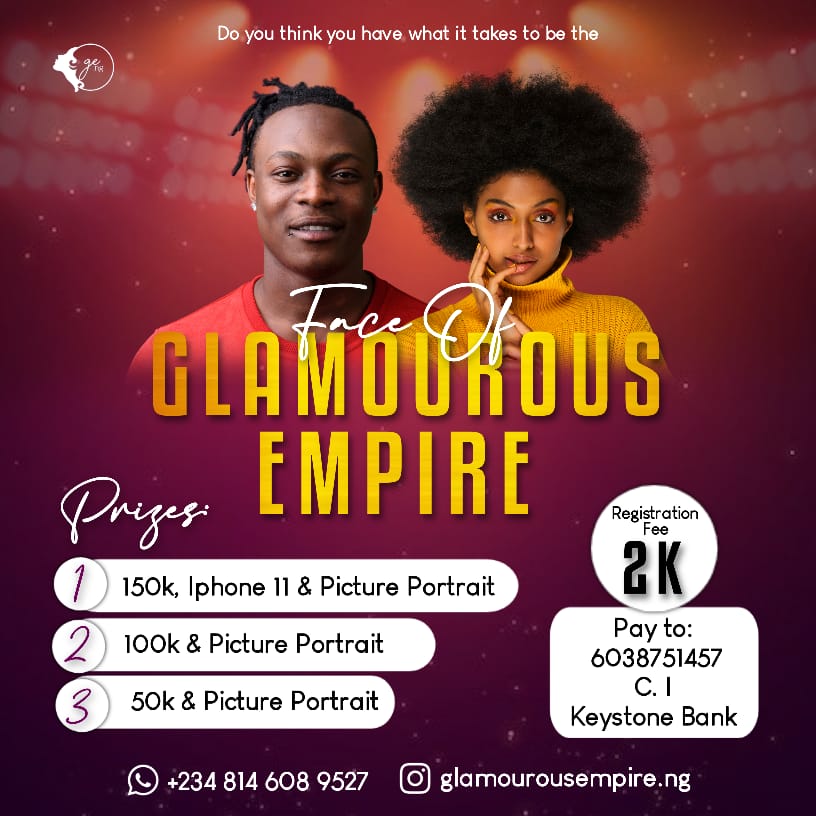 Do you think you have what it takes to be the
ge
NG
Face Of
GLAMOUROUS
EMPIRE
Prizes:
1 150k, Iphone 11 & Picture Portrait
2 100k & Picture Portrait
3 50k & Picture Portrait
Registration
Fee
2K
Pay to:
6038751457
C. I
Keystone Bank
+234 814 608 9527 glamourousempire.ng